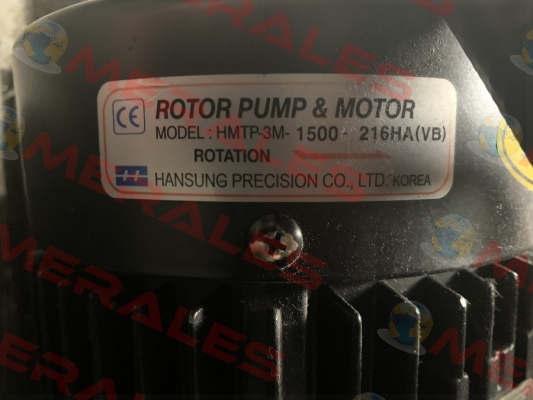 CE ROTOR PUMP & MOTOR
MODEL : HMTP-3M- 1500 - 216HA(VB)
ROTATION
HANSUNG PRECISION CO., LTD. KOREA
MERALES
MERALES
MERALES